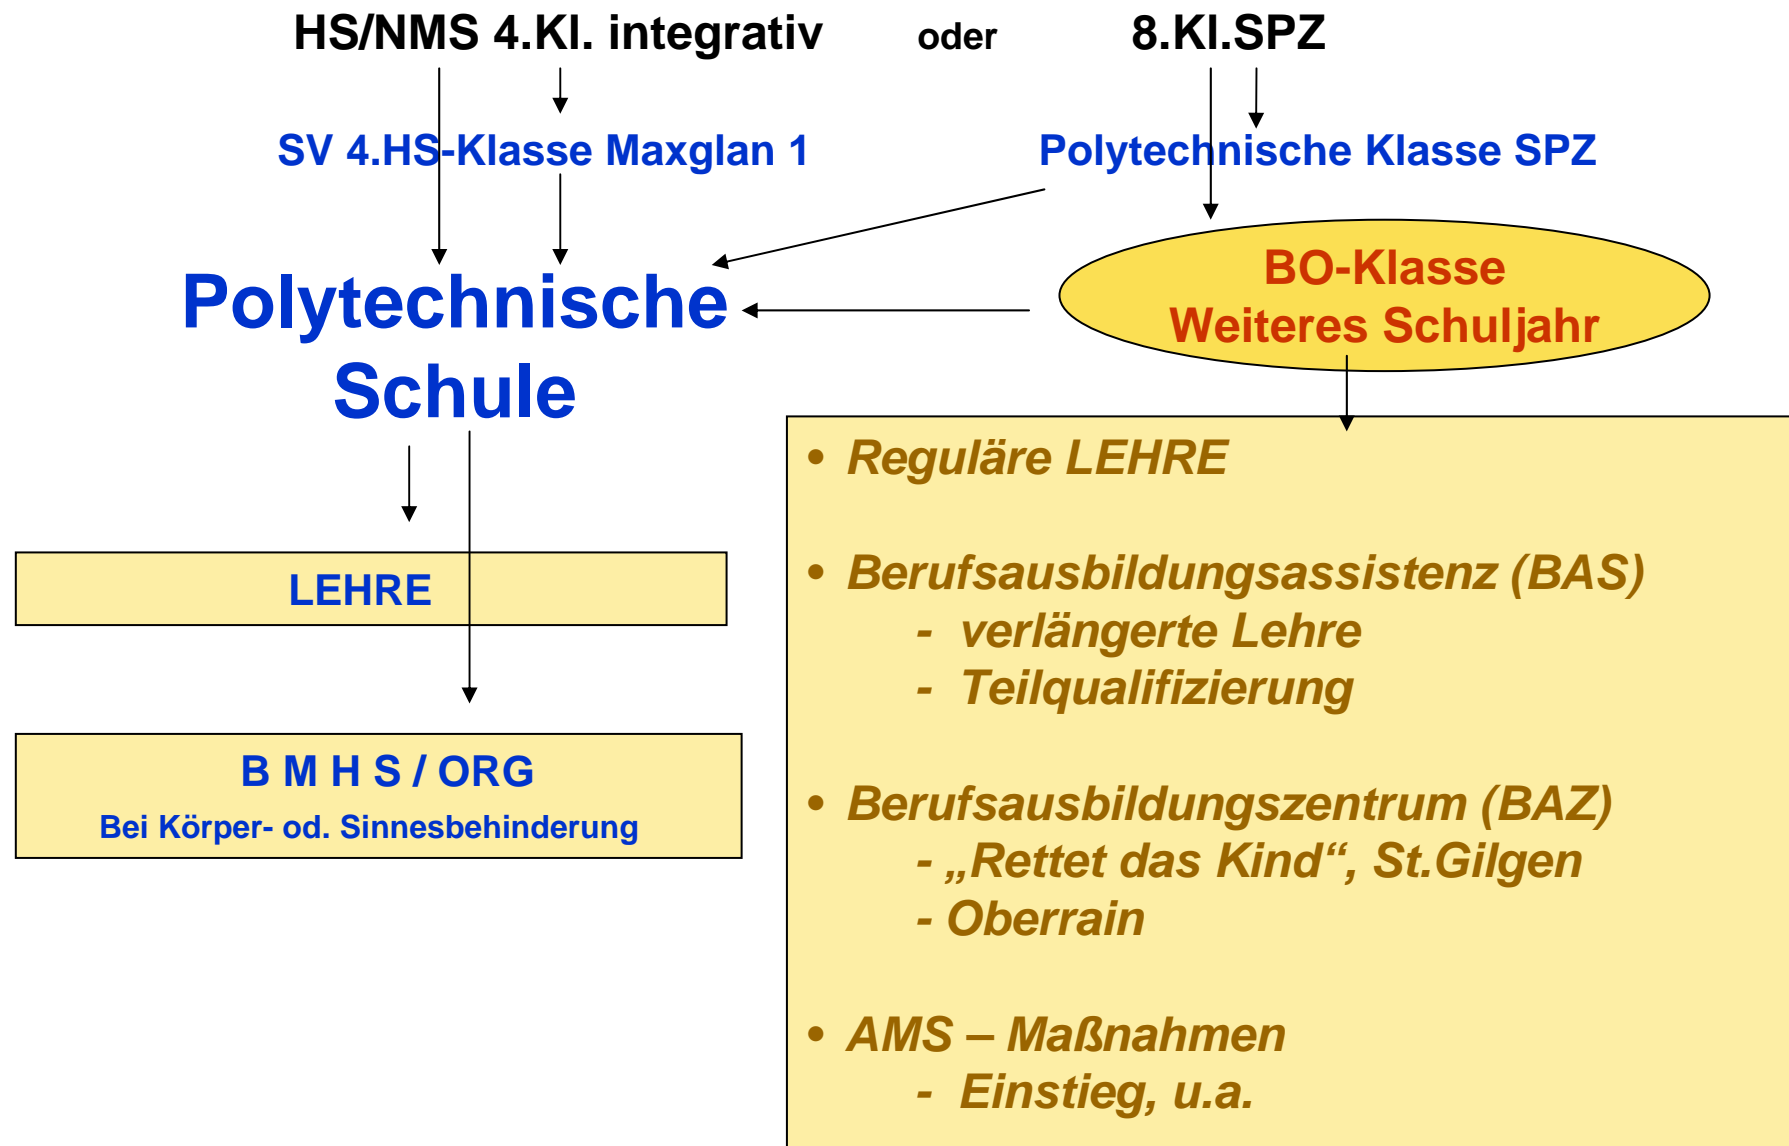 HS/NMS 4.Kl. integrativ oder 8.Kl.SPZ
SV 4.HS-Klasse Maxglan 1
Polytechnische Klasse SPZ
BO-Klasse
Weiteres Schuljahr
Polytechnische
Schule
LEHRE
B M H S / ORG
Bei Körper- od. Sinnesbehinderung
• Reguläre LEHRE
• Berufsausbildungsassistenz (BAS)
- verlängerte Lehre
- Teilqualifizierung
• Berufsausbildungszentrum (BAZ)
- „Rettet das Kind“, St.Gilgen
- Oberrain
• AMS – Maßnahmen
- Einstieg, u.a.